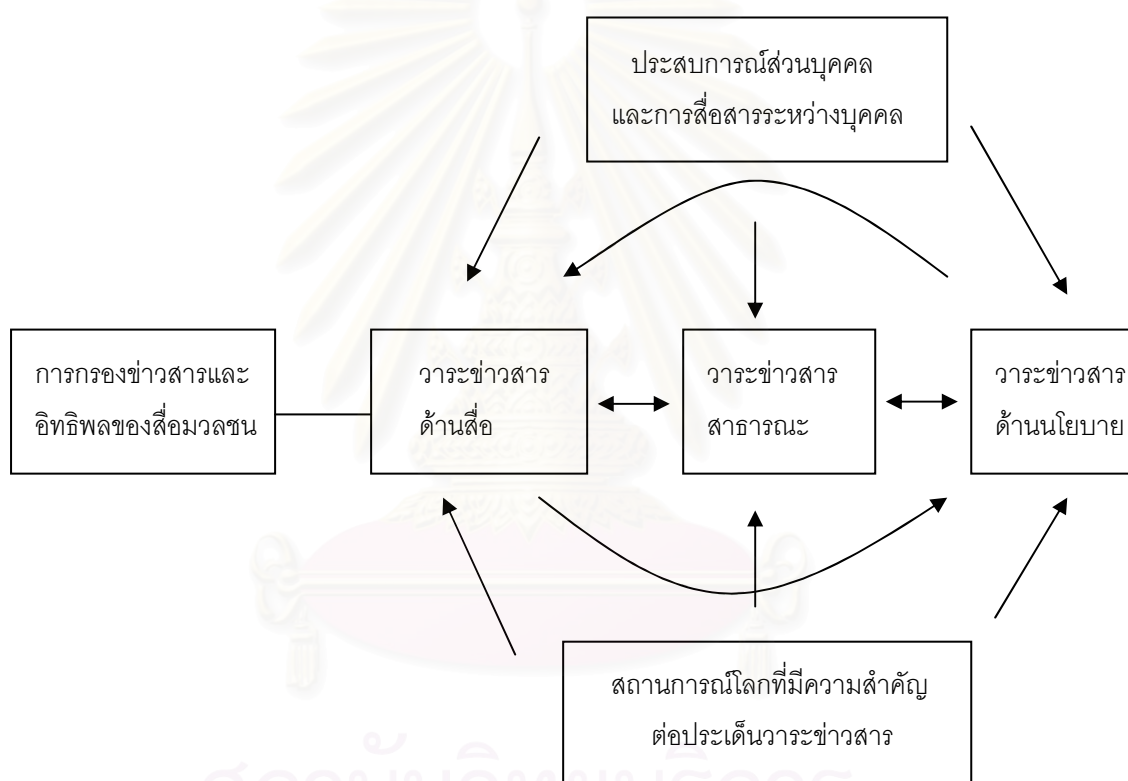 ประสบการณ์ส่วนบุคคล
และการสื่อสารระหว่างบุคคล
การกรองข่าวสารและ
อิทธิพลของสื่อมวลชน
วาระข่าวสาร
ด้านสื่อ
วาระข่าวสาร
สาธารณะ
วาระข่าวสาร
ด้านนโยบาย
สถานการณ์โลกที่มีความสำคัญ
ต่อประเด็นวาระข่าวสาร